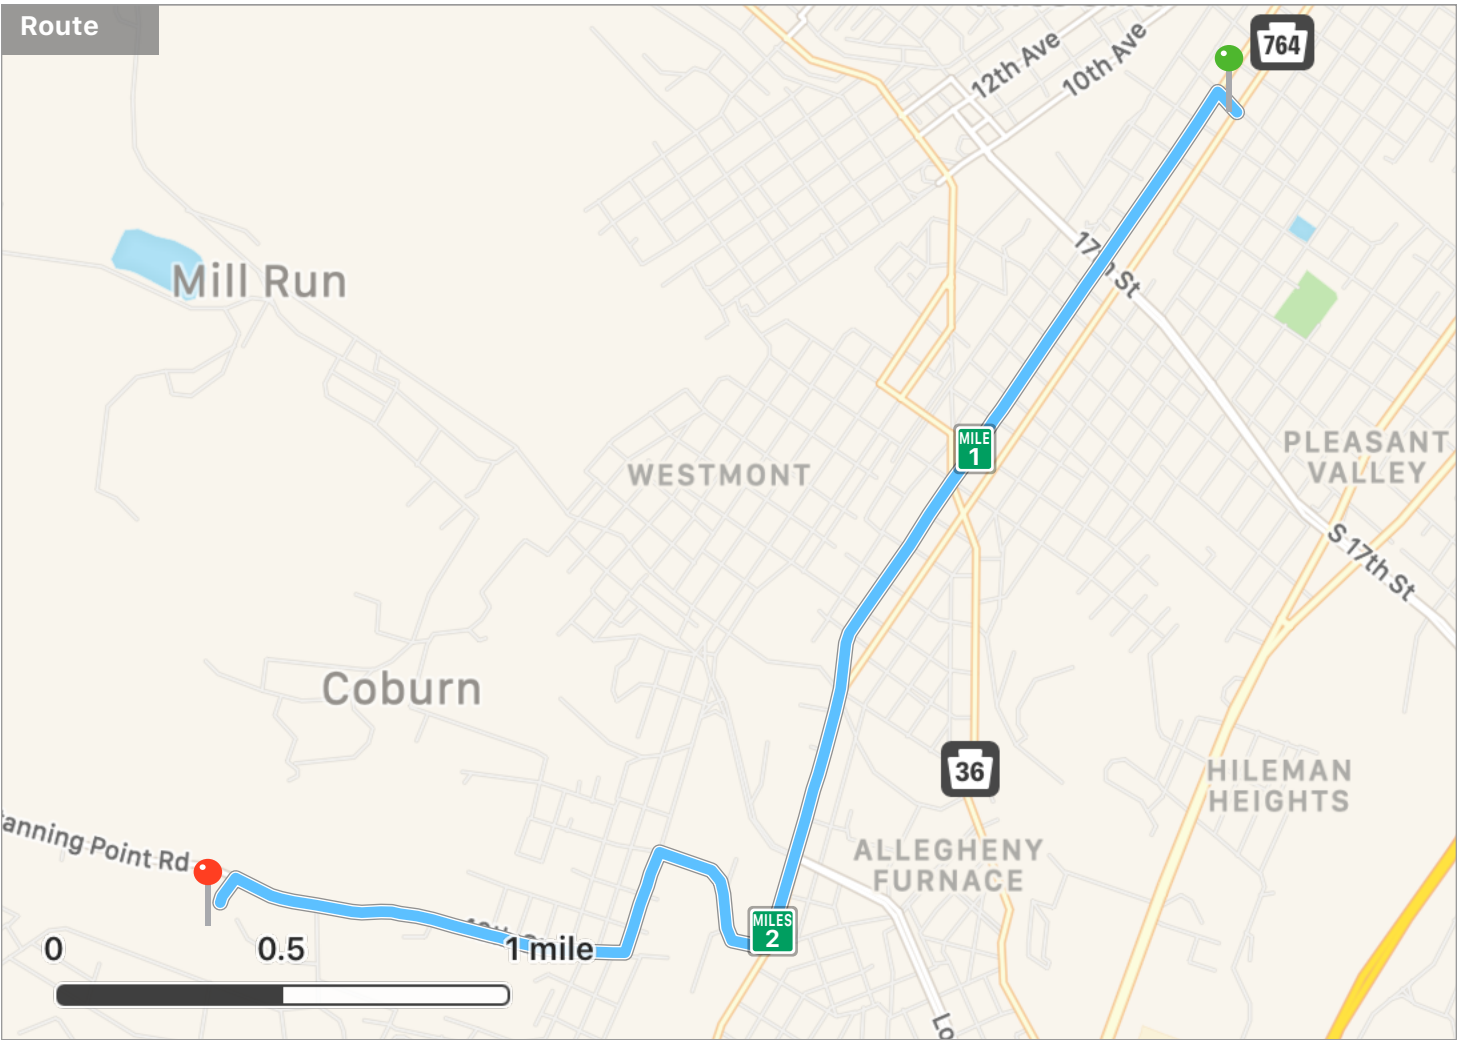 Route
12th Ave
10th Ave
764
Mill Run
17th St
MILE
1
WESTMONT
PLEASANT
VALLEY
S 17th St
Coburn
36
HILEMAN
HEIGHTS
anning Point Rd
ALLEGHENY
FURNACE
MILES
2
0 0.5 1 mile
Lo